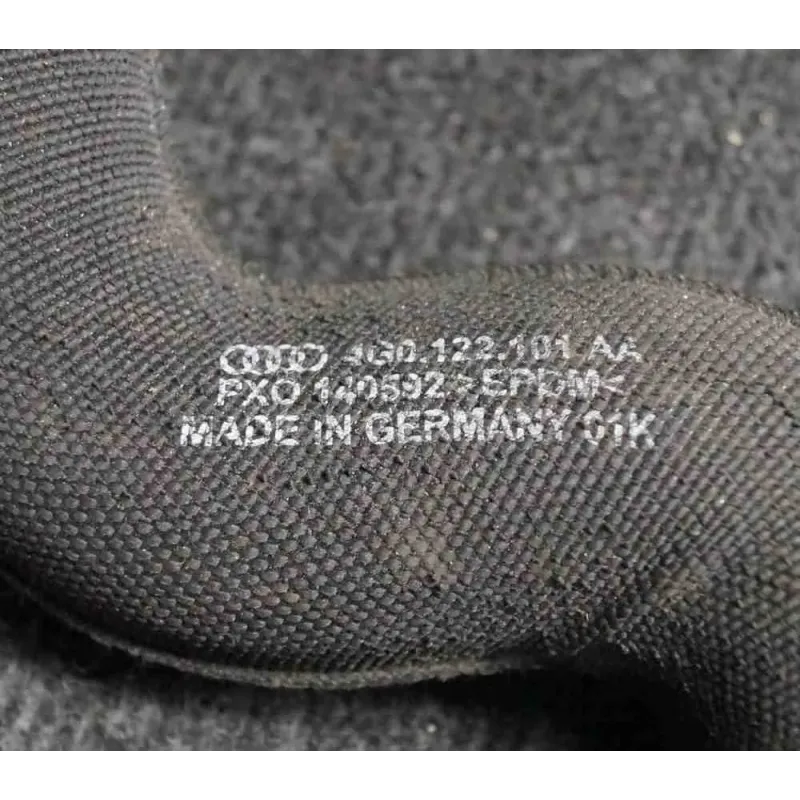 4G0.122.101 AA
PXO 140592 >EPDM<
MADE IN GERMANY 01K